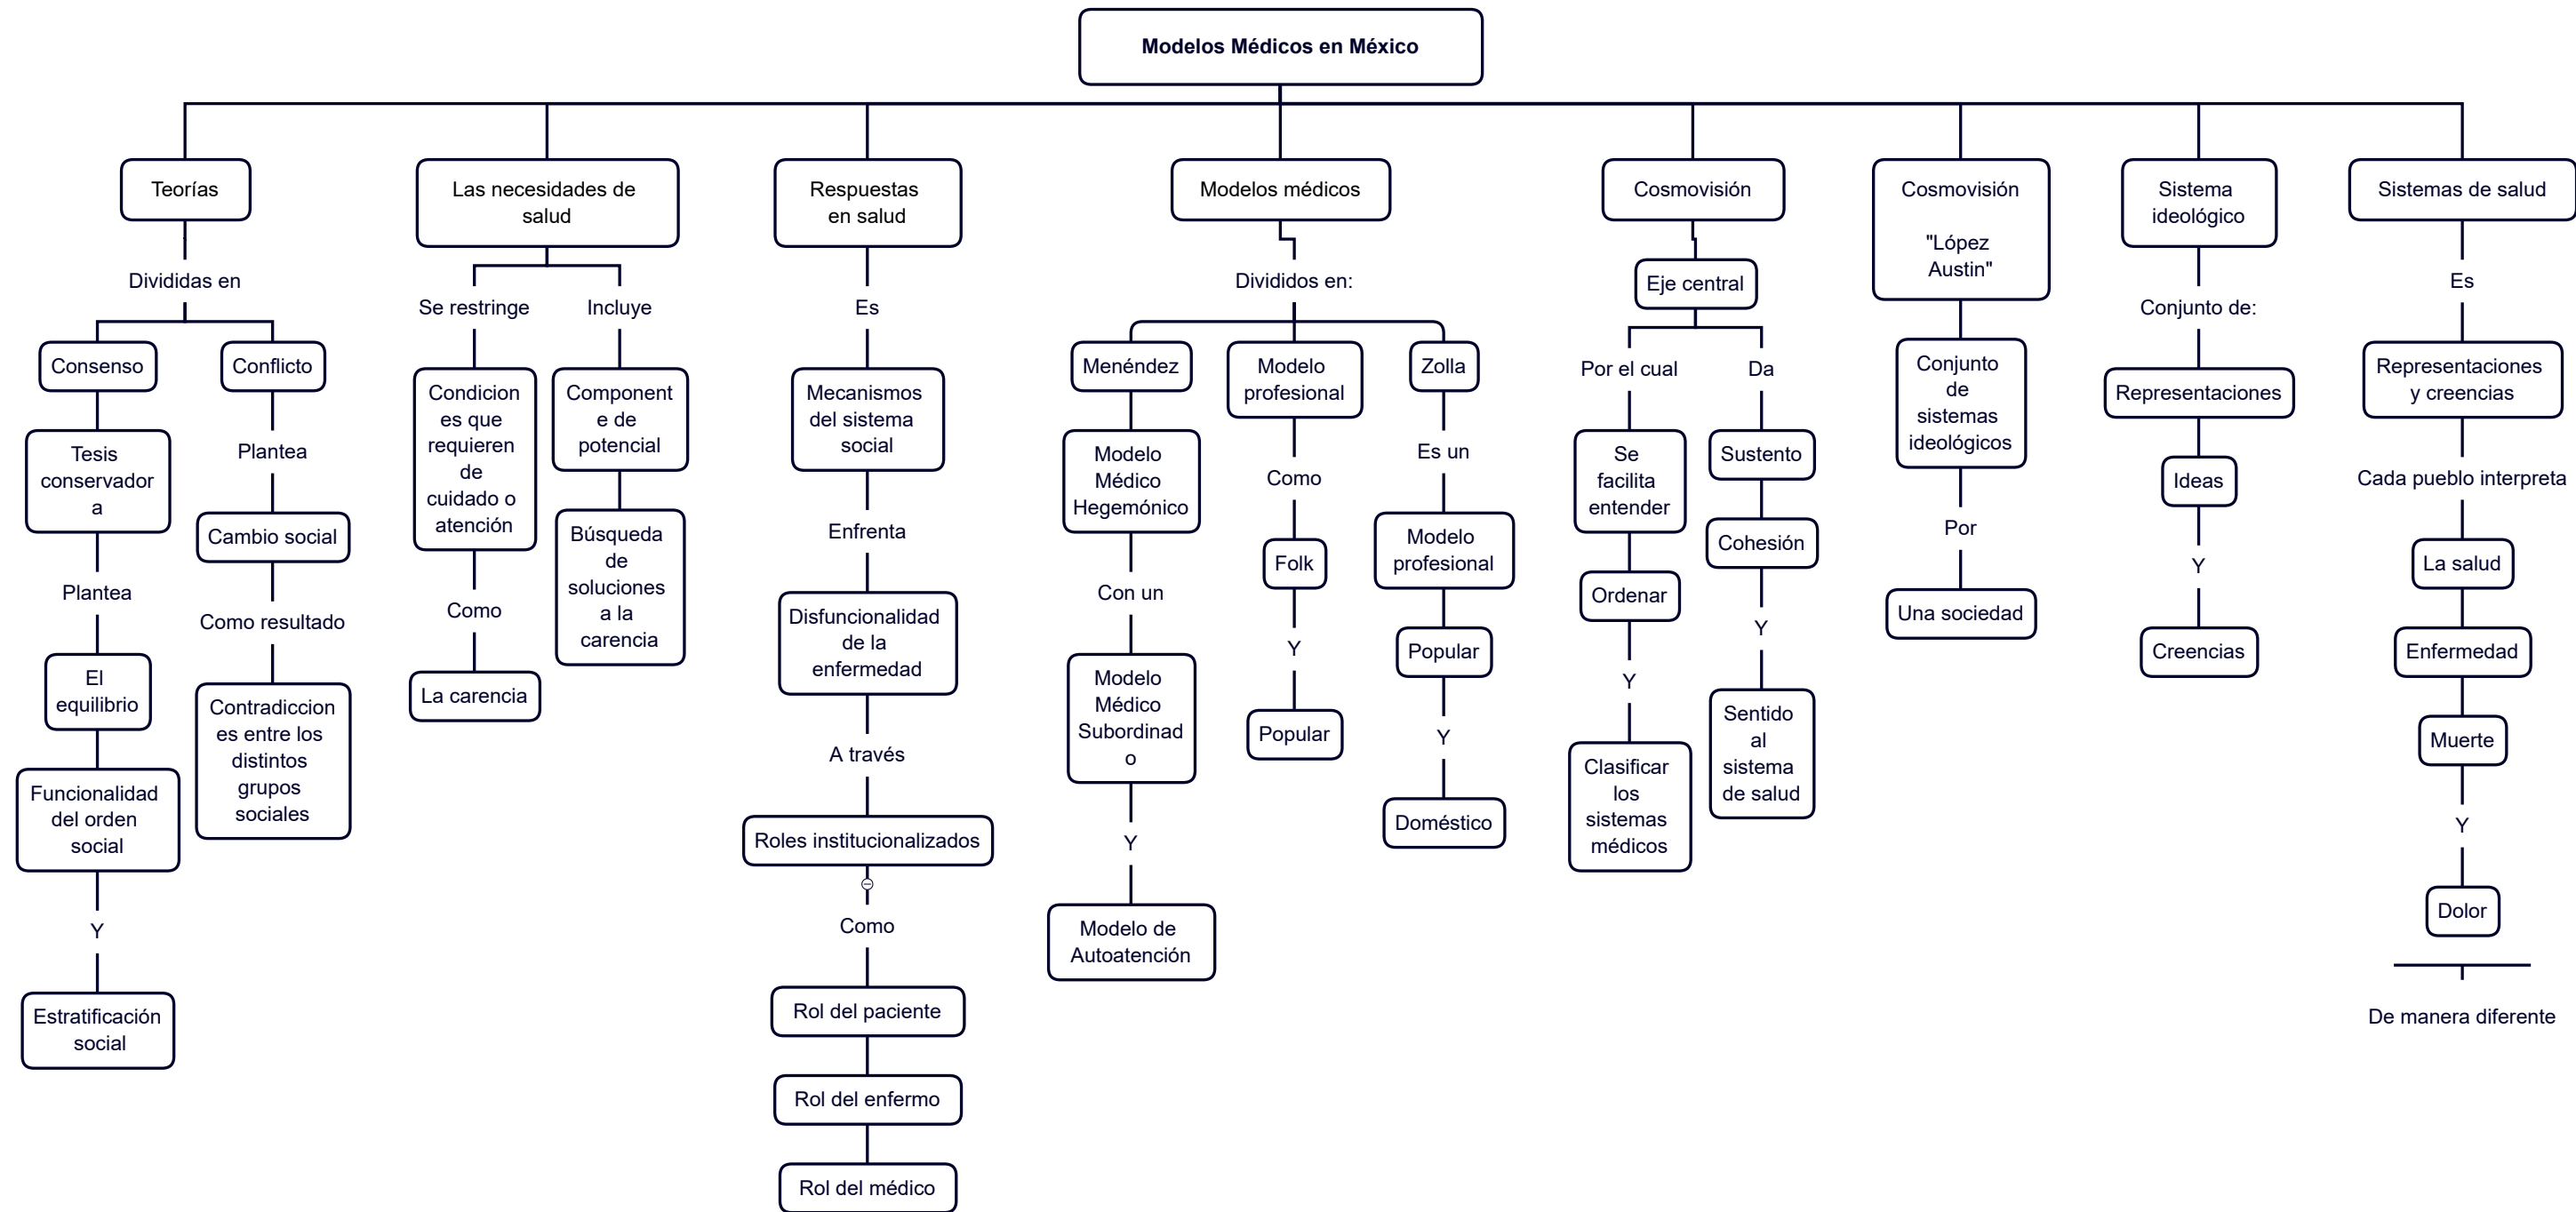 Modelos Médicos en México
Teorías
Divididas en
Consenso
Tesis
conservador
a
Plantea
El
equilibrio
Funcionalidad
del orden
social
Y
Estratificación
social
Conflicto
Plantea
Cambio social
Como resultado
Contradiccion
es entre los
distintos
grupos
sociales
Las necesidades de
salud
Se restringe
Condicion
es que
requieren
de
cuidado o
atención
Como
La carencia
Incluye
Component
e de
potencial
Búsqueda
de
soluciones
a la
carencia
Respuestas
en salud
Es
Mecanismos
del sistema
social
Enfrenta
Disfuncionalidad
de la
enfermedad
A través
Roles institucionalizados
Como
Rol del paciente
Rol del enfermo
Rol del médico
Modelos médicos
Divididos en:
Menéndez
Modelo
Médico
Hegemónico
Con un
Modelo
Médico
Subordinad
o
Y
Modelo de
Autoatención
Modelo
profesional
Como
Folk
Y
Popular
Zolla
Es un
Modelo
profesional
Popular
Y
Doméstico
Cosmovisión
Eje central
Por el cual
Se
facilita
entender
Ordenar
Y
Clasificar
los
sistemas
médicos
Da
Sustento
Cohesión
Y
Sentido
al
sistema
de salud
Cosmovisión
"López
Austin"
Conjunto
de
sistemas
ideológicos
Por
Una sociedad
Sistema
ideológico
Conjunto de:
Representaciones
Ideas
Y
Creencias
Sistemas de salud
Es
Representaciones
y creencias
Cada pueblo interpreta
La salud
Enfermedad
Muerte
Y
Dolor
De manera diferente